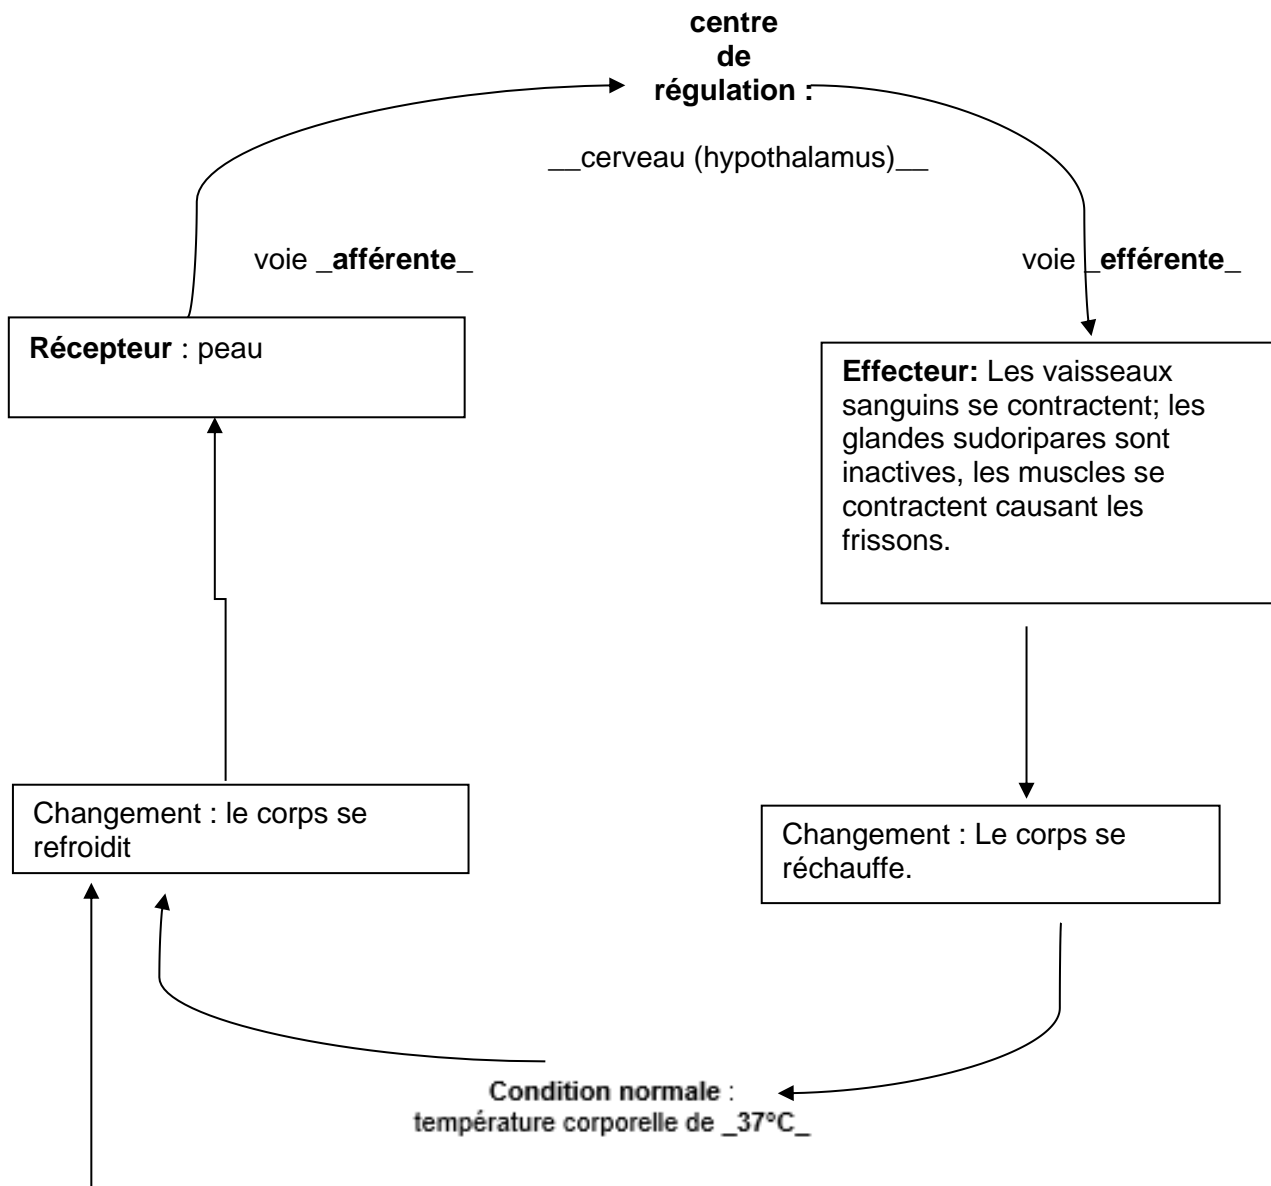 centre
de
régulation :
__cerveau (hypothalamus)__
voie _afférente_
voie _efférente_
Récepteur : peau
Effecteur: Les vaisseaux
sanguins se contractent; les
glandes sudoripares sont
inactives, les muscles se
contractent causant les
frissons.
Changement : le corps se
refroidit
Changement : Le corps se
réchauffe.
Condition normale :
température corporelle de _37°C_